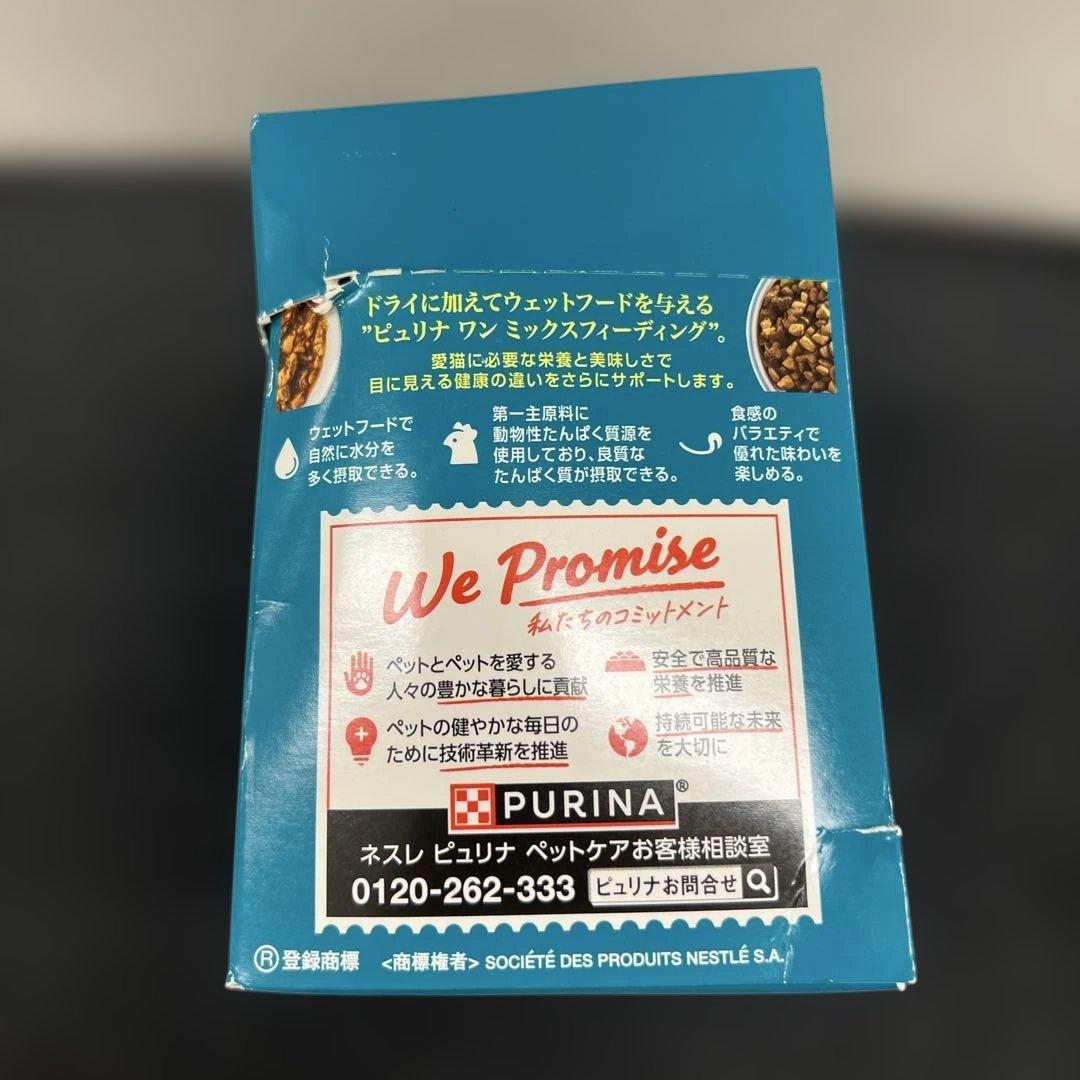 ドライに加えてウェットフードを与える
"ピュリナ ワン ミックスフィーディング"。
愛猫に必要な栄養と美味しさで
目に見える健康の違いをさらにサポートします。
ウェットフードで
自然に水分を
多く摂取できる。
第一主原料に
動物性たんぱく質源を
使用しており、良質な
たんぱく質が摂取できる。
食感の
バラエティで
優れた味わいを
楽しめる。
We Promise
私たちのコミットメント
ペットとペットを愛する
人々の豊かな暮らしに貢献
安全で高品質な
栄養を推進
ペットの健やかな毎日の
ために技術革新を推進
持続可能な未来
を大切に
PURINA®
ネスレ ピュリナ ペットケアお客様相談室
0120-262-333 ピュリナお問合せ
®登録商標 <商標権者> SOCIÉTÉ DES PRODUITS NESTLÉ S.A.